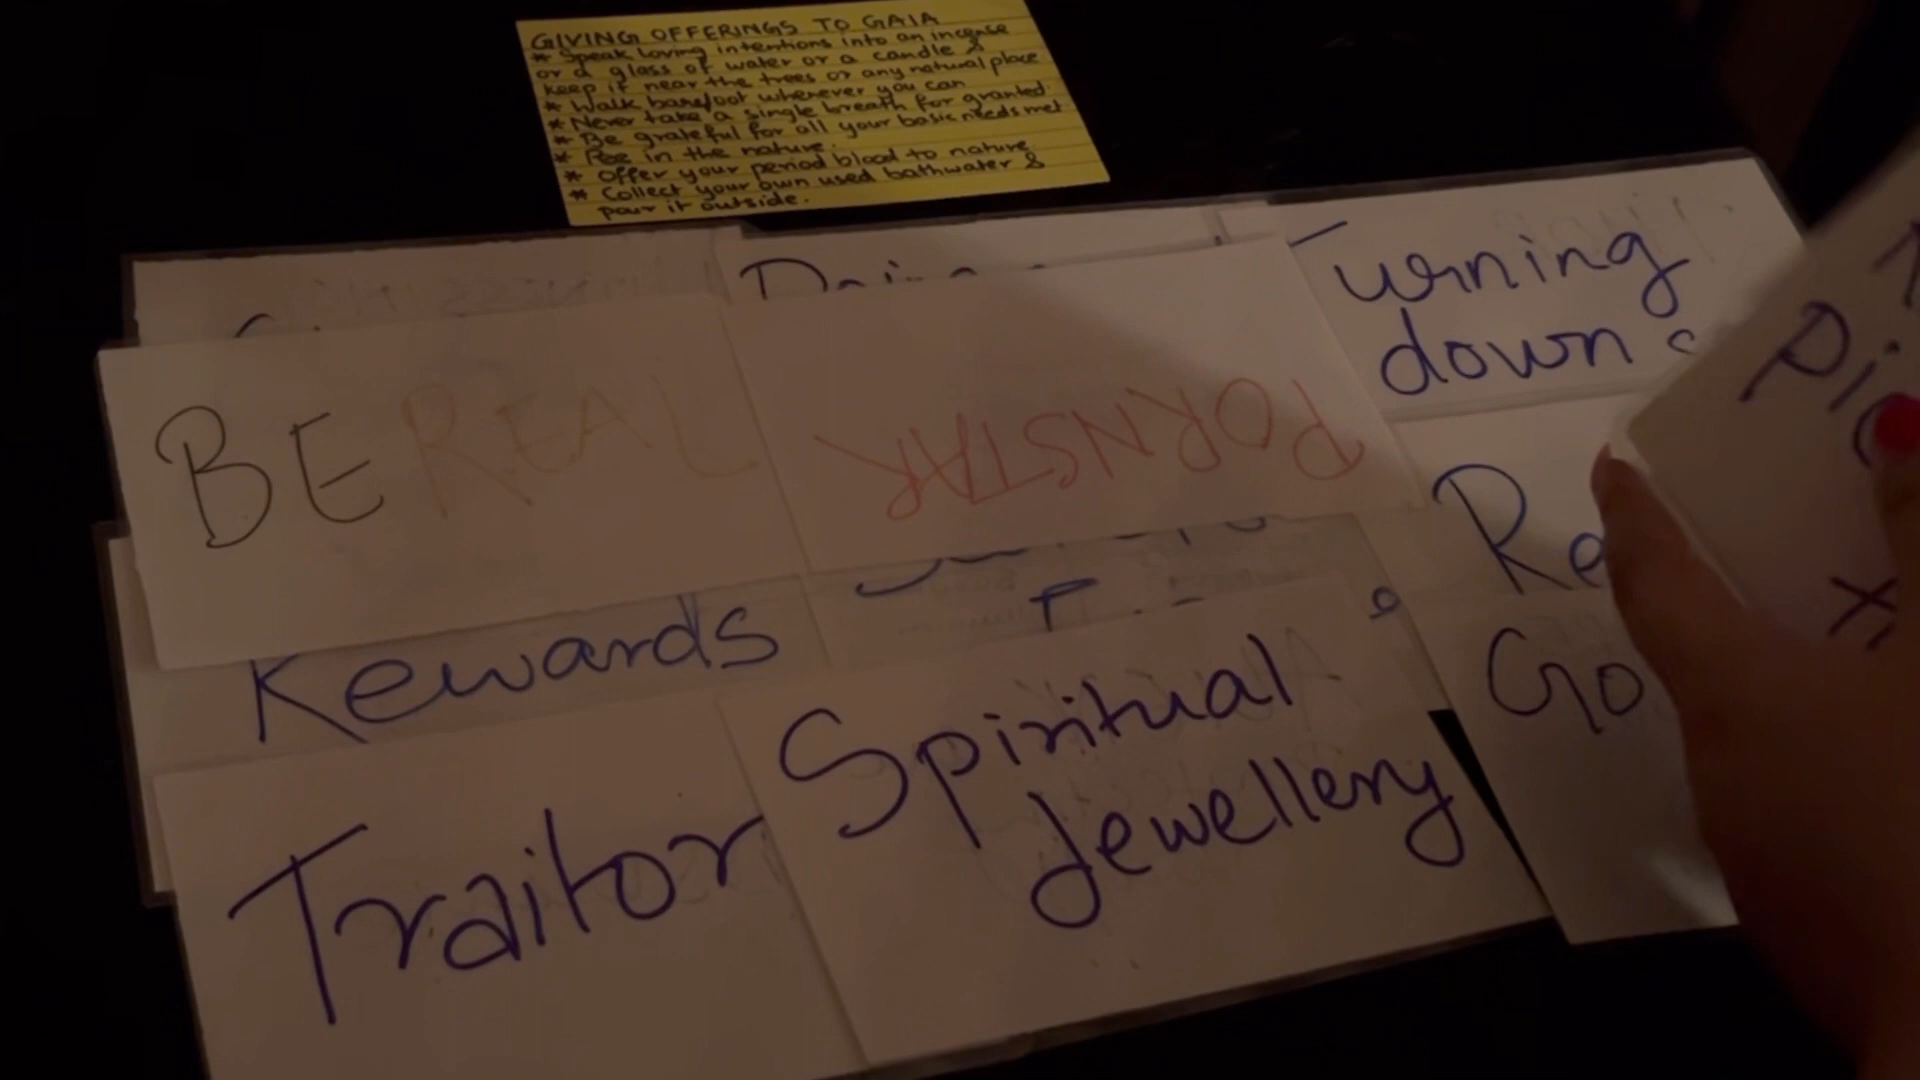 GIVING OFFERINGS TO GAIA
* Speak loving intentions into an incense
or a glass of water or a candle &
keep it near the trees or any natural place
* Walk barefoot wherever you can
* Never take a single breath for granted.
* Be grateful for all your basic needs met
* Pee in the nature.
* Offer your period blood to nature
* Collect your own used bathwater &
pour it outside.
Turning
down
BE REAL
PORNSTAR
Rewards
Spiritual
Jewellery
Traitor